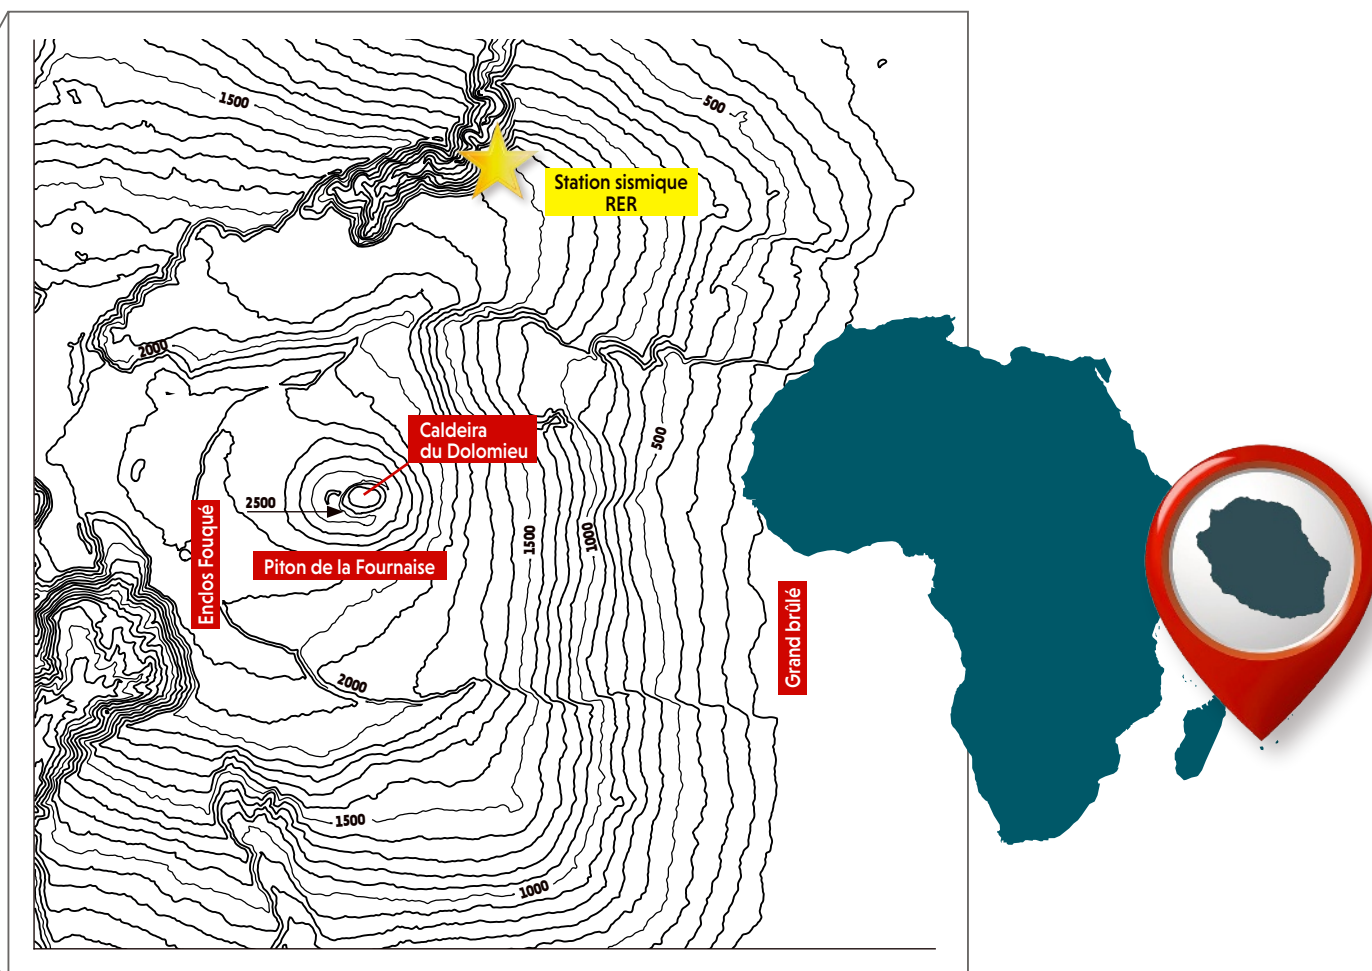 1500
500
Station sismique
RER
2000
Caldeira
du Dolomieu
500
2500
Enclos Fouqué
1500
1000
Piton de la Fournaise
Grand brûlé
2000
1500
1000